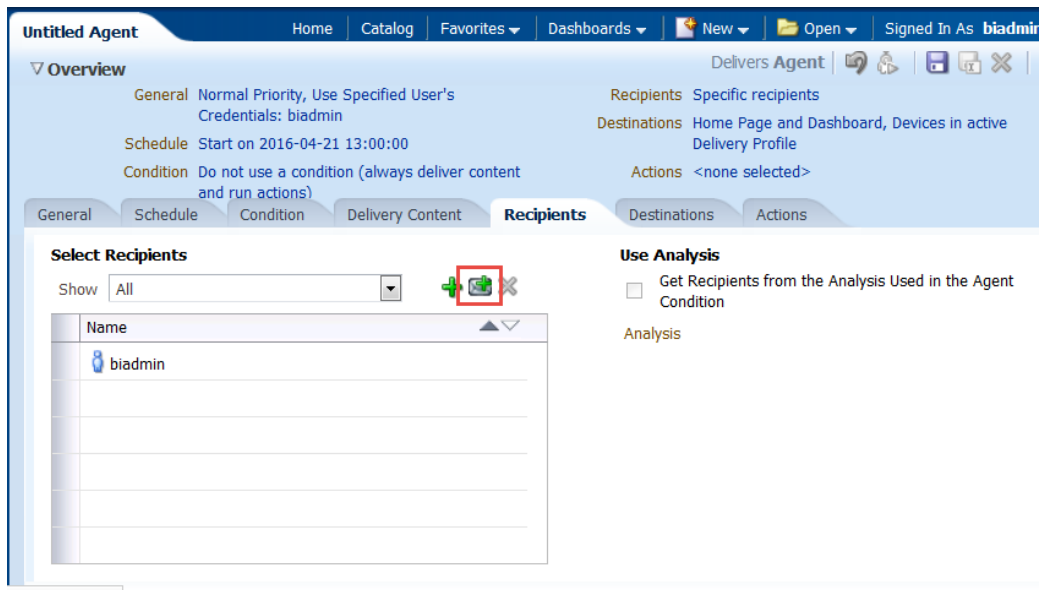 Untitled Agent
Home Catalog Favorites Dashboards New Open Signed In As biadmin
Overview
Delivers Agent
General Normal Priority, Use Specified User's
Credentials: biadmin
Schedule Start on 2016-04-21 13:00:00
Condition Do not use a condition (always deliver content
and run actions)
Recipients Specific recipients
Destinations Home Page and Dashboard, Devices in active
Delivery Profile
Actions <none selected>
General Schedule Condition Delivery Content Recipients Destinations Actions
Select Recipients
Show All
Name
biadmin
Use Analysis
Get Recipients from the Analysis Used in the Agent
Condition
Analysis